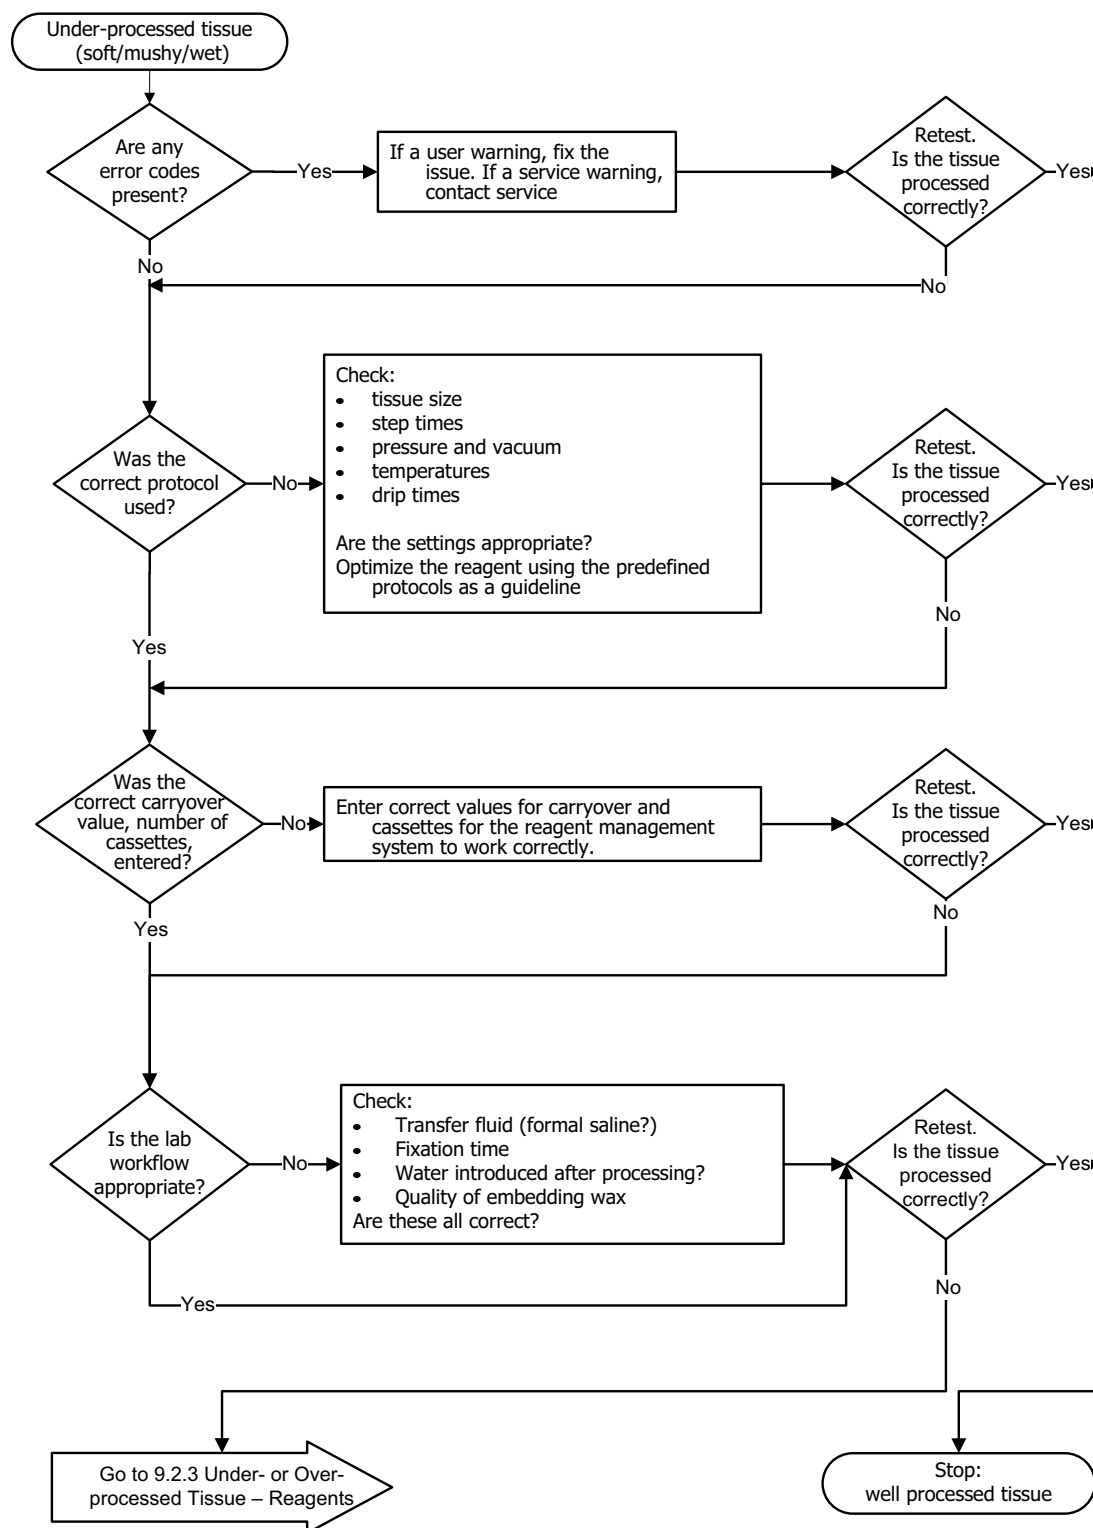 Under-processed tissue
(soft/mushy/wet)
Are any
error codes
present?
Yes
If a user warning, fix the
issue. If a service warning,
contact service
Retest.
Is the tissue
processed
correctly?
Yes
No
No
Check:
• tissue size
• step times
• pressure and vacuum
• temperatures
• drip times
Are the settings appropriate?
Optimize the reagent using the predefined
protocols as a guideline
Was the
correct protocol
used?
No
Retest.
Is the tissue
processed
correctly?
Yes
No
Yes
Was the
correct carryover
value, number of
cassettes,
entered?
No
Enter correct values for carryover and
cassettes for the reagent management
system to work correctly.
Retest.
Is the tissue
processed
correctly?
Yes
No
Yes
Is the lab
workflow
appropriate?
No
Check:
• Transfer fluid (formal saline?)
• Fixation time
• Water introduced after processing?
• Quality of embedding wax
Are these all correct?
Retest.
Is the tissue
processed
correctly?
Yes
No
Yes
Go to 9.2.3 Under- or Over-
processed Tissue – Reagents
Stop:
well processed tissue